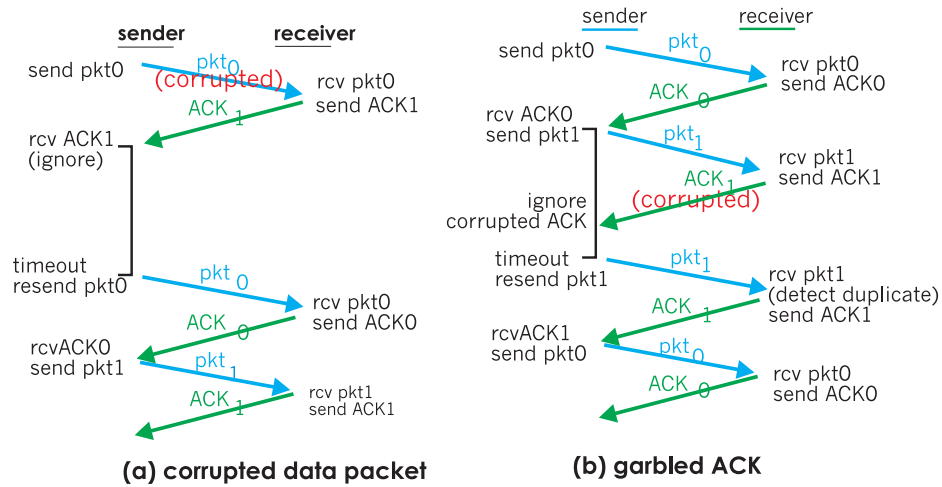 sender
receiver
send pkt0
pkt0
(corrupted)
rcv pkt0
send ACK1
ACK1
rcv ACK1
(ignore)
timeout
resend pkt0
pkt0
rcv pkt0
send ACK0
ACK0
rcvACK0
send pkt1
pkt1
rcv pkt1
send ACK1
ACK1
(a) corrupted data packet
sender
receiver
send pkt0
pkt0
rcv pkt0
send ACK0
ACK0
rcv ACK0
send pkt1
pkt1
rcv pkt1
send ACK1
ACK1
(corrupted)
ignore
corrupted ACK
timeout
resend pkt1
pkt1
rcv pkt1
(detect duplicate)
send ACK1
ACK1
rcvACK1
send pkt0
pkt0
rcv pkt0
send ACK0
ACK0
(b) garbled ACK